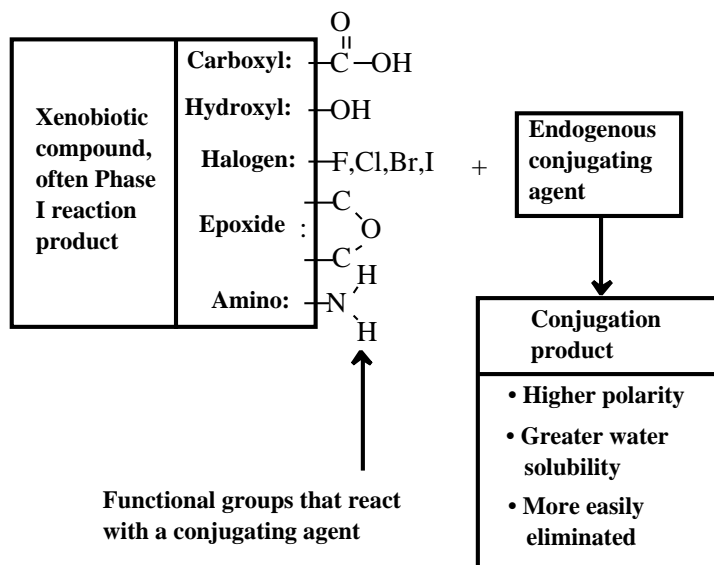 Xenobiotic
compound,
often Phase
I reaction
product
O
Carboxyl: C OH
Hydroxyl: OH
Halogen: F,Cl,Br,I
C
Epoxide : O
C
H
Amino: N
H
+
Endogenous
conjugating
agent
Conjugation
product
• Higher polarity
• Greater water
solubility
• More easily
eliminated
Functional groups that react
with a conjugating agent